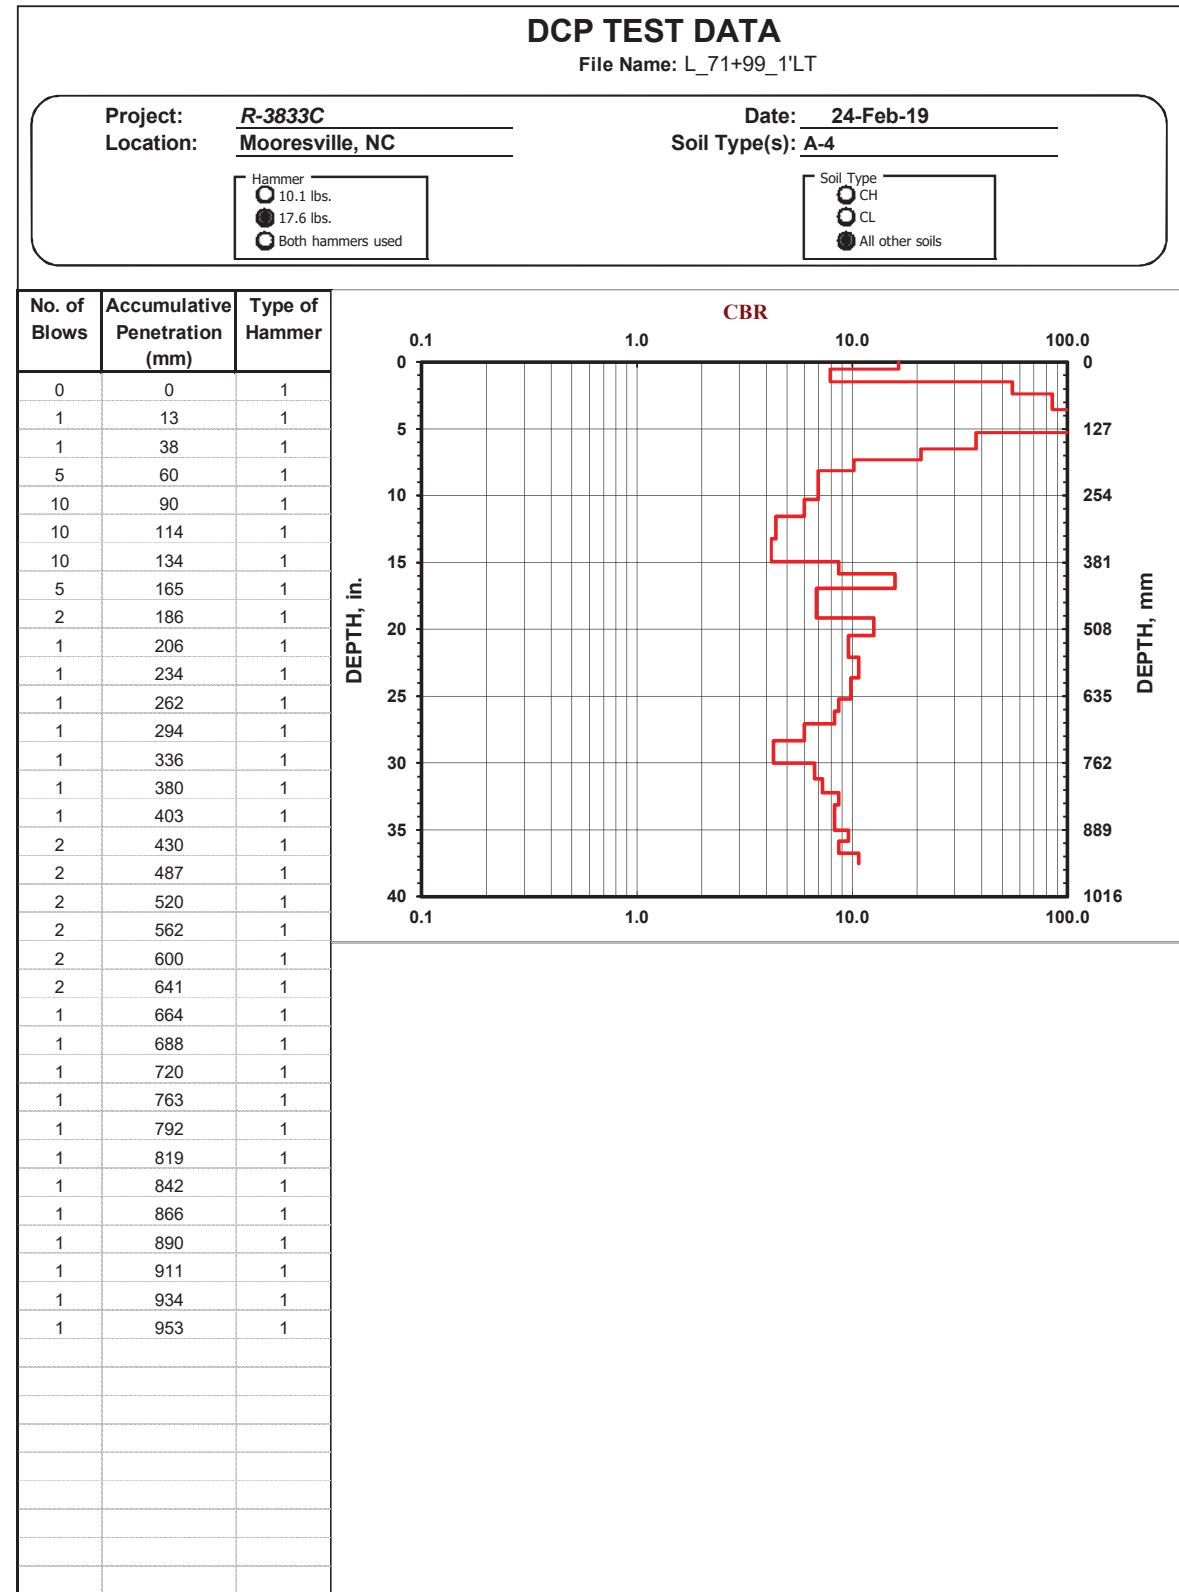 DCP TEST DATA
File Name: L_71+99_1'LT
Project: R-3833C Date: 24-Feb-19
Location: Mooresville, NC Soil Type(s): A-4
Hammer Soil Type
10.1 lbs. CH
17.6 lbs. CL
Both hammers used All other soils
No. of Accumulative Type of
Blows Penetration Hammer
(mm)
0 0 1
1 13 1
1 38 1
5 60 1
10 90 1
10 114 1
10 134 1
5 165 1
2 186 1
1 206 1
1 234 1
1 262 1
1 294 1
1 336 1
1 380 1
1 403 1
2 430 1
2 487 1
2 520 1
2 562 1
2 600 1
2 641 1
1 664 1
1 688 1
1 720 1
1 763 1
1 792 1
1 819 1
1 842 1
1 866 1
1 890 1
1 911 1
1 934 1
1 953 1
CBR
0.1 1.0 10.0 100.0
0 0
5 127
10 254
15 381
20 508
25 635
30 762
35 889
40 1016
0.1 1.0 10.0 100.0
DEPTH, in.
DEPTH, mm